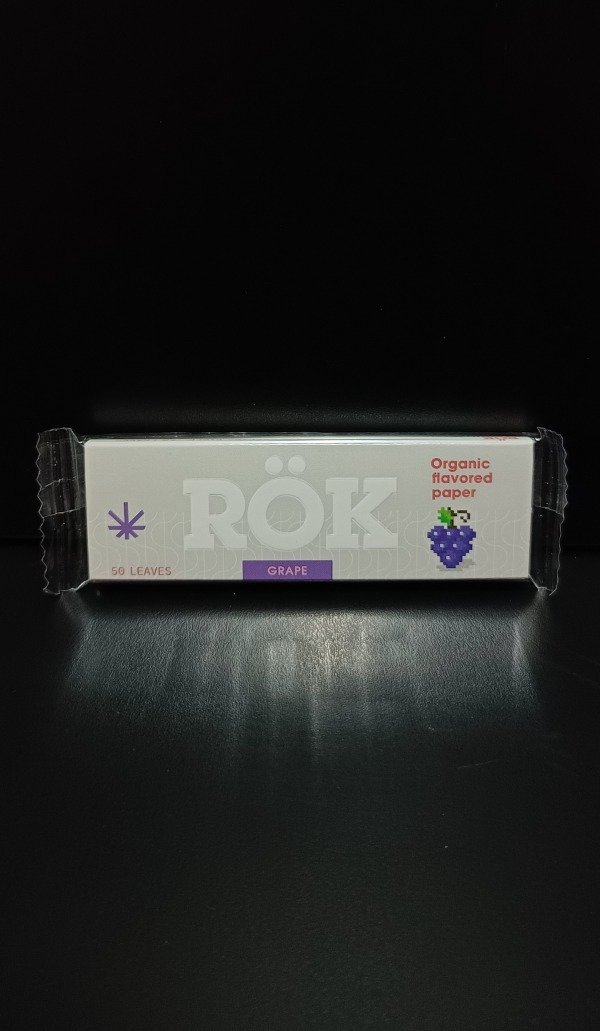 RÖK
Organic
flavored
paper
50 LEAVES
GRAPE